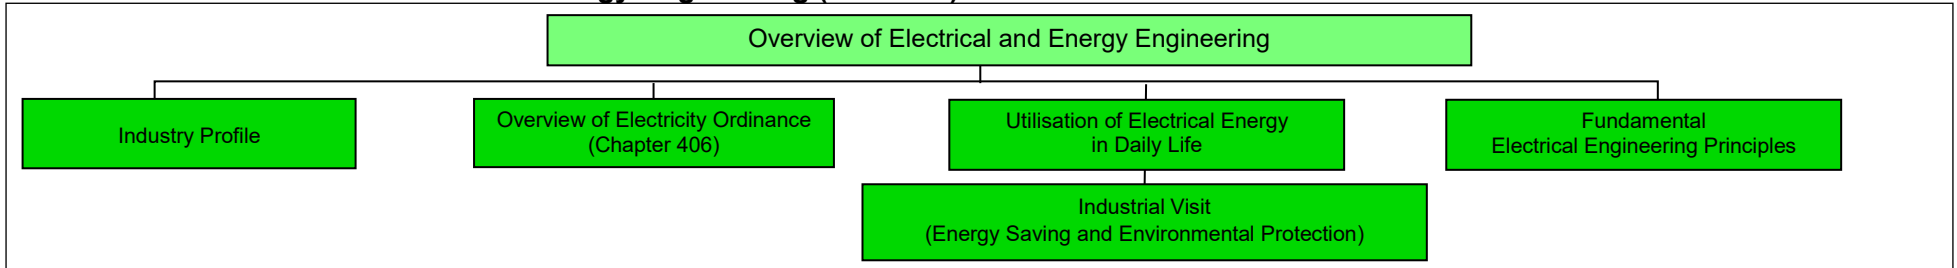 Overview of Electrical and Energy Engineering
Industry Profile
Overview of Electricity Ordinance
(Chapter 406)
Utilisation of Electrical Energy
in Daily Life
Fundamental
Electrical Engineering Principles
Industrial Visit
(Energy Saving and Environmental Protection)